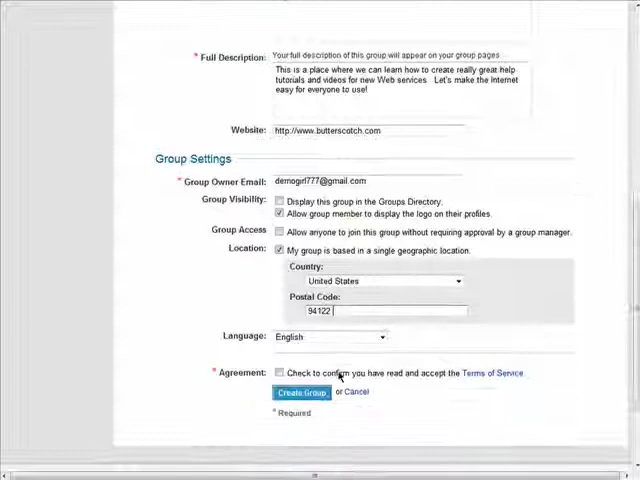 * Full Description: Your full description of this group will appear on your group pages
This is a place where we can learn how to create really great help
tutorials and videos for new Web services. Let's make the Internet
easy for everyone to use!
Website: http://www.butterscotch.com
Group Settings
* Group Owner Email: demogirl777@gmail.com
Group Visibility: Display this group in the Groups Directory.
Allow group member to display the logo on their profiles.
Group Access Allow anyone to join this group without requiring approval by a group manager.
Location: My group is based in a single geographic location.
Country:
United States
Postal Code:
94122
Language: English
* Agreement: Check to confirm you have read and accept the Terms of Service.
Create Group or Cancel
* Required